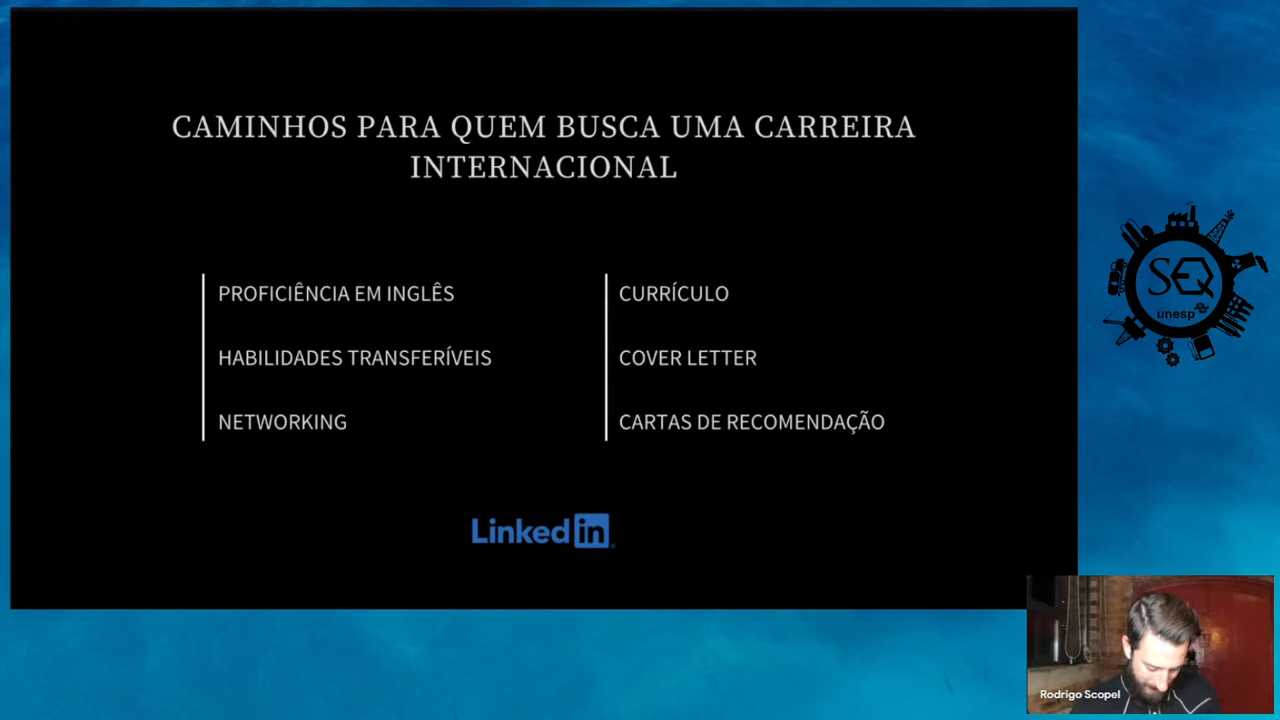 CAMINHOS PARA QUEM BUSCA UMA CARREIRA
INTERNACIONAL
PROFICIÊNCIA EM INGLÊS
HABILIDADES TRANSFERÍVEIS
NETWORKING
CURRÍCULO
COVER LETTER
CARTAS DE RECOMENDAÇÃO
LinkedIn
SEQ
unesp
Rodrigo Scopel